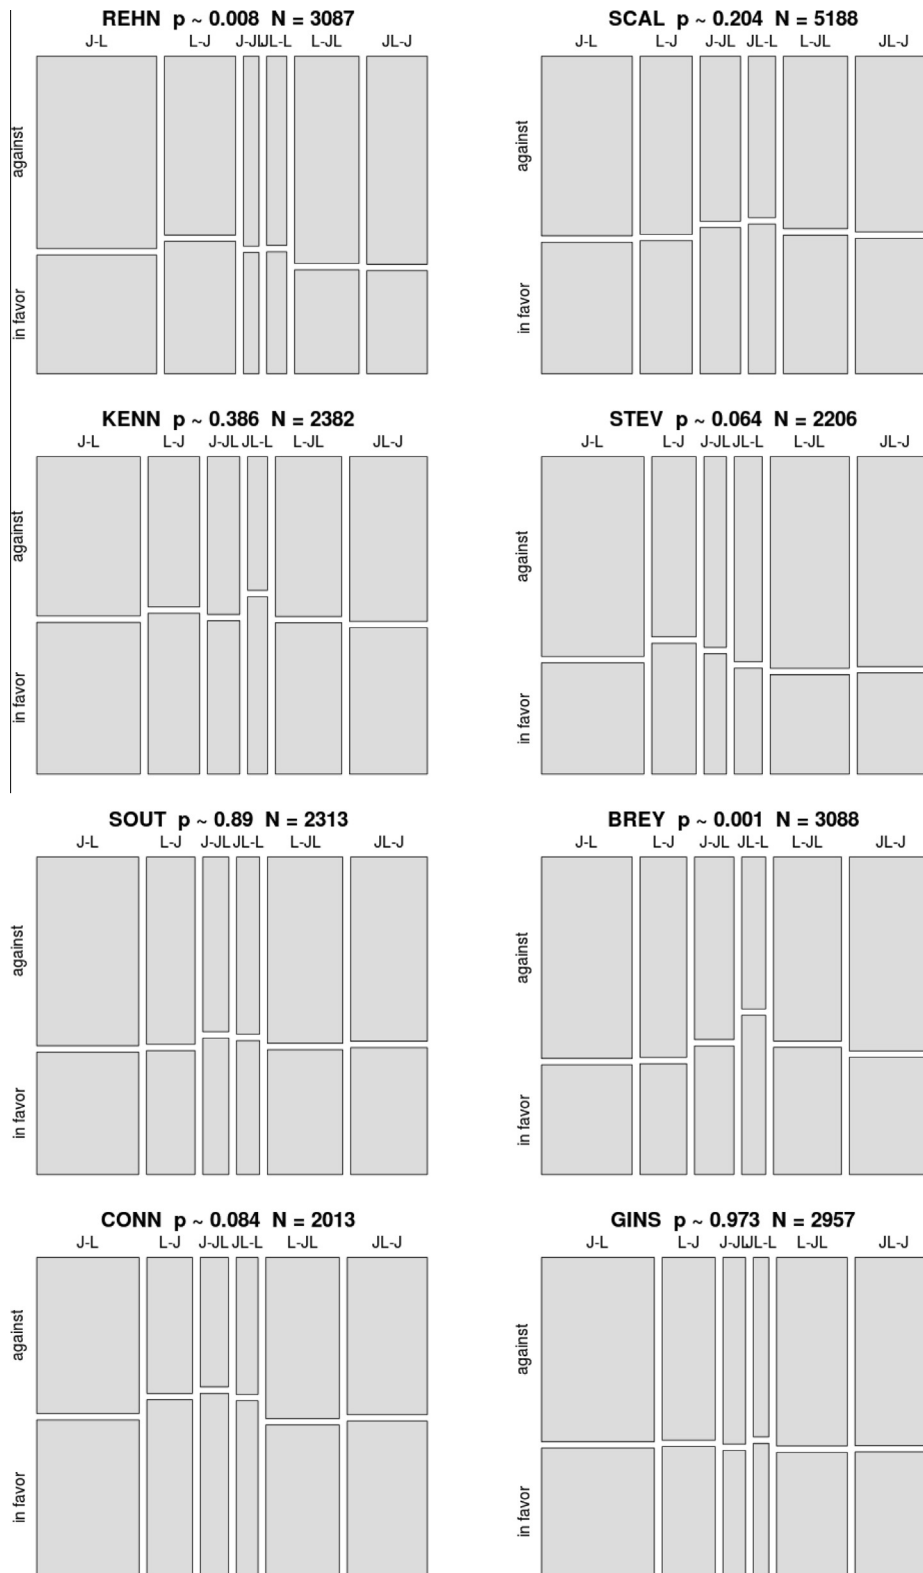 REHN p ~ 0.008 N = 3087
J-L L-J J-JL JL-L L-JL JL-J
against
in favor
SCAL p ~ 0.204 N = 5188
J-L L-J J-JL JL-L L-JL JL-J
against
in favor
KENN p ~ 0.386 N = 2382
J-L L-J J-JL JL-L L-JL JL-J
against
in favor
STEV p ~ 0.064 N = 2206
J-L L-J J-JL JL-L L-JL JL-J
against
in favor
SOUT p ~ 0.89 N = 2313
J-L L-J J-JL JL-L L-JL JL-J
against
in favor
BREY p ~ 0.001 N = 3088
J-L L-J J-JL JL-L L-JL JL-J
against
in favor
CONN p ~ 0.084 N = 2013
J-L L-J J-JL JL-L L-JL JL-J
against
in favor
GINS p ~ 0.973 N = 2957
J-L L-J J-JL JL-L L-JL JL-J
against
in favor